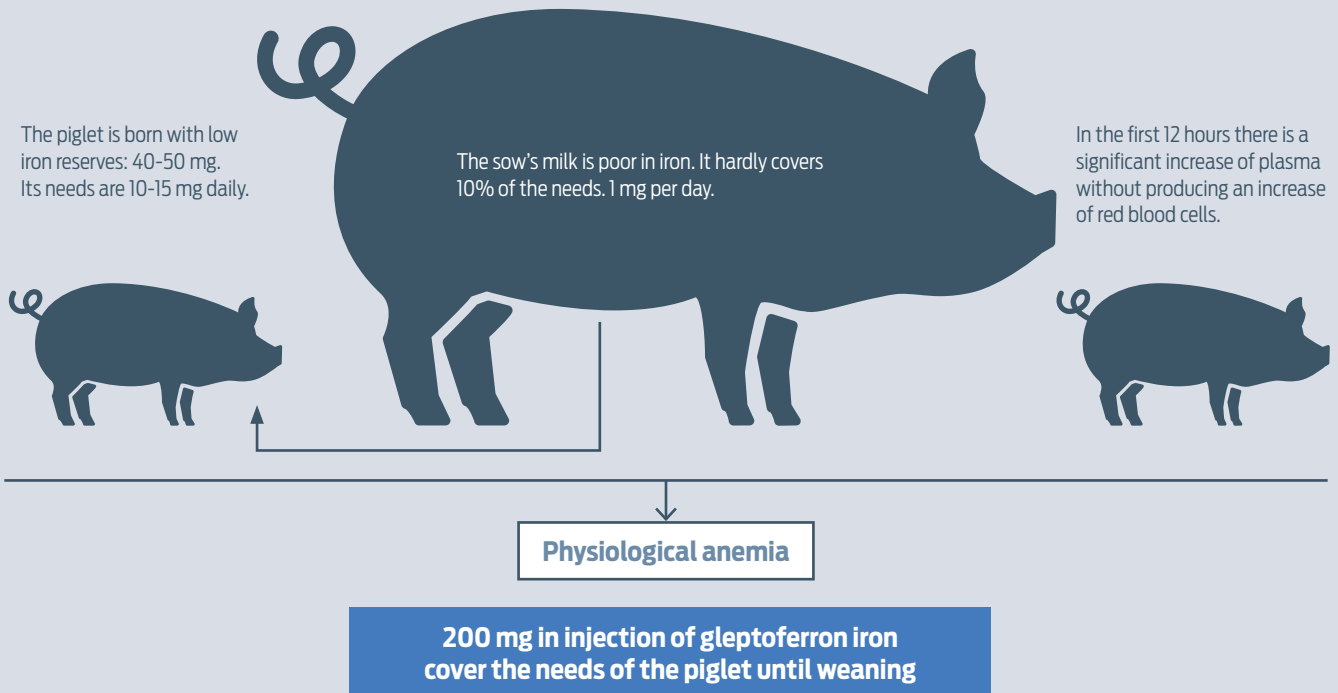 The piglet is born with low
iron reserves: 40-50 mg.
Its needs are 10-15 mg daily.
The sow's milk is poor in iron. It hardly covers
10% of the needs. 1 mg per day.
In the first 12 hours there is a
significant increase of plasma
without producing an increase
of red blood cells.
Physiological anemia
200 mg in injection of gleptoferron iron
cover the needs of the piglet until weaning